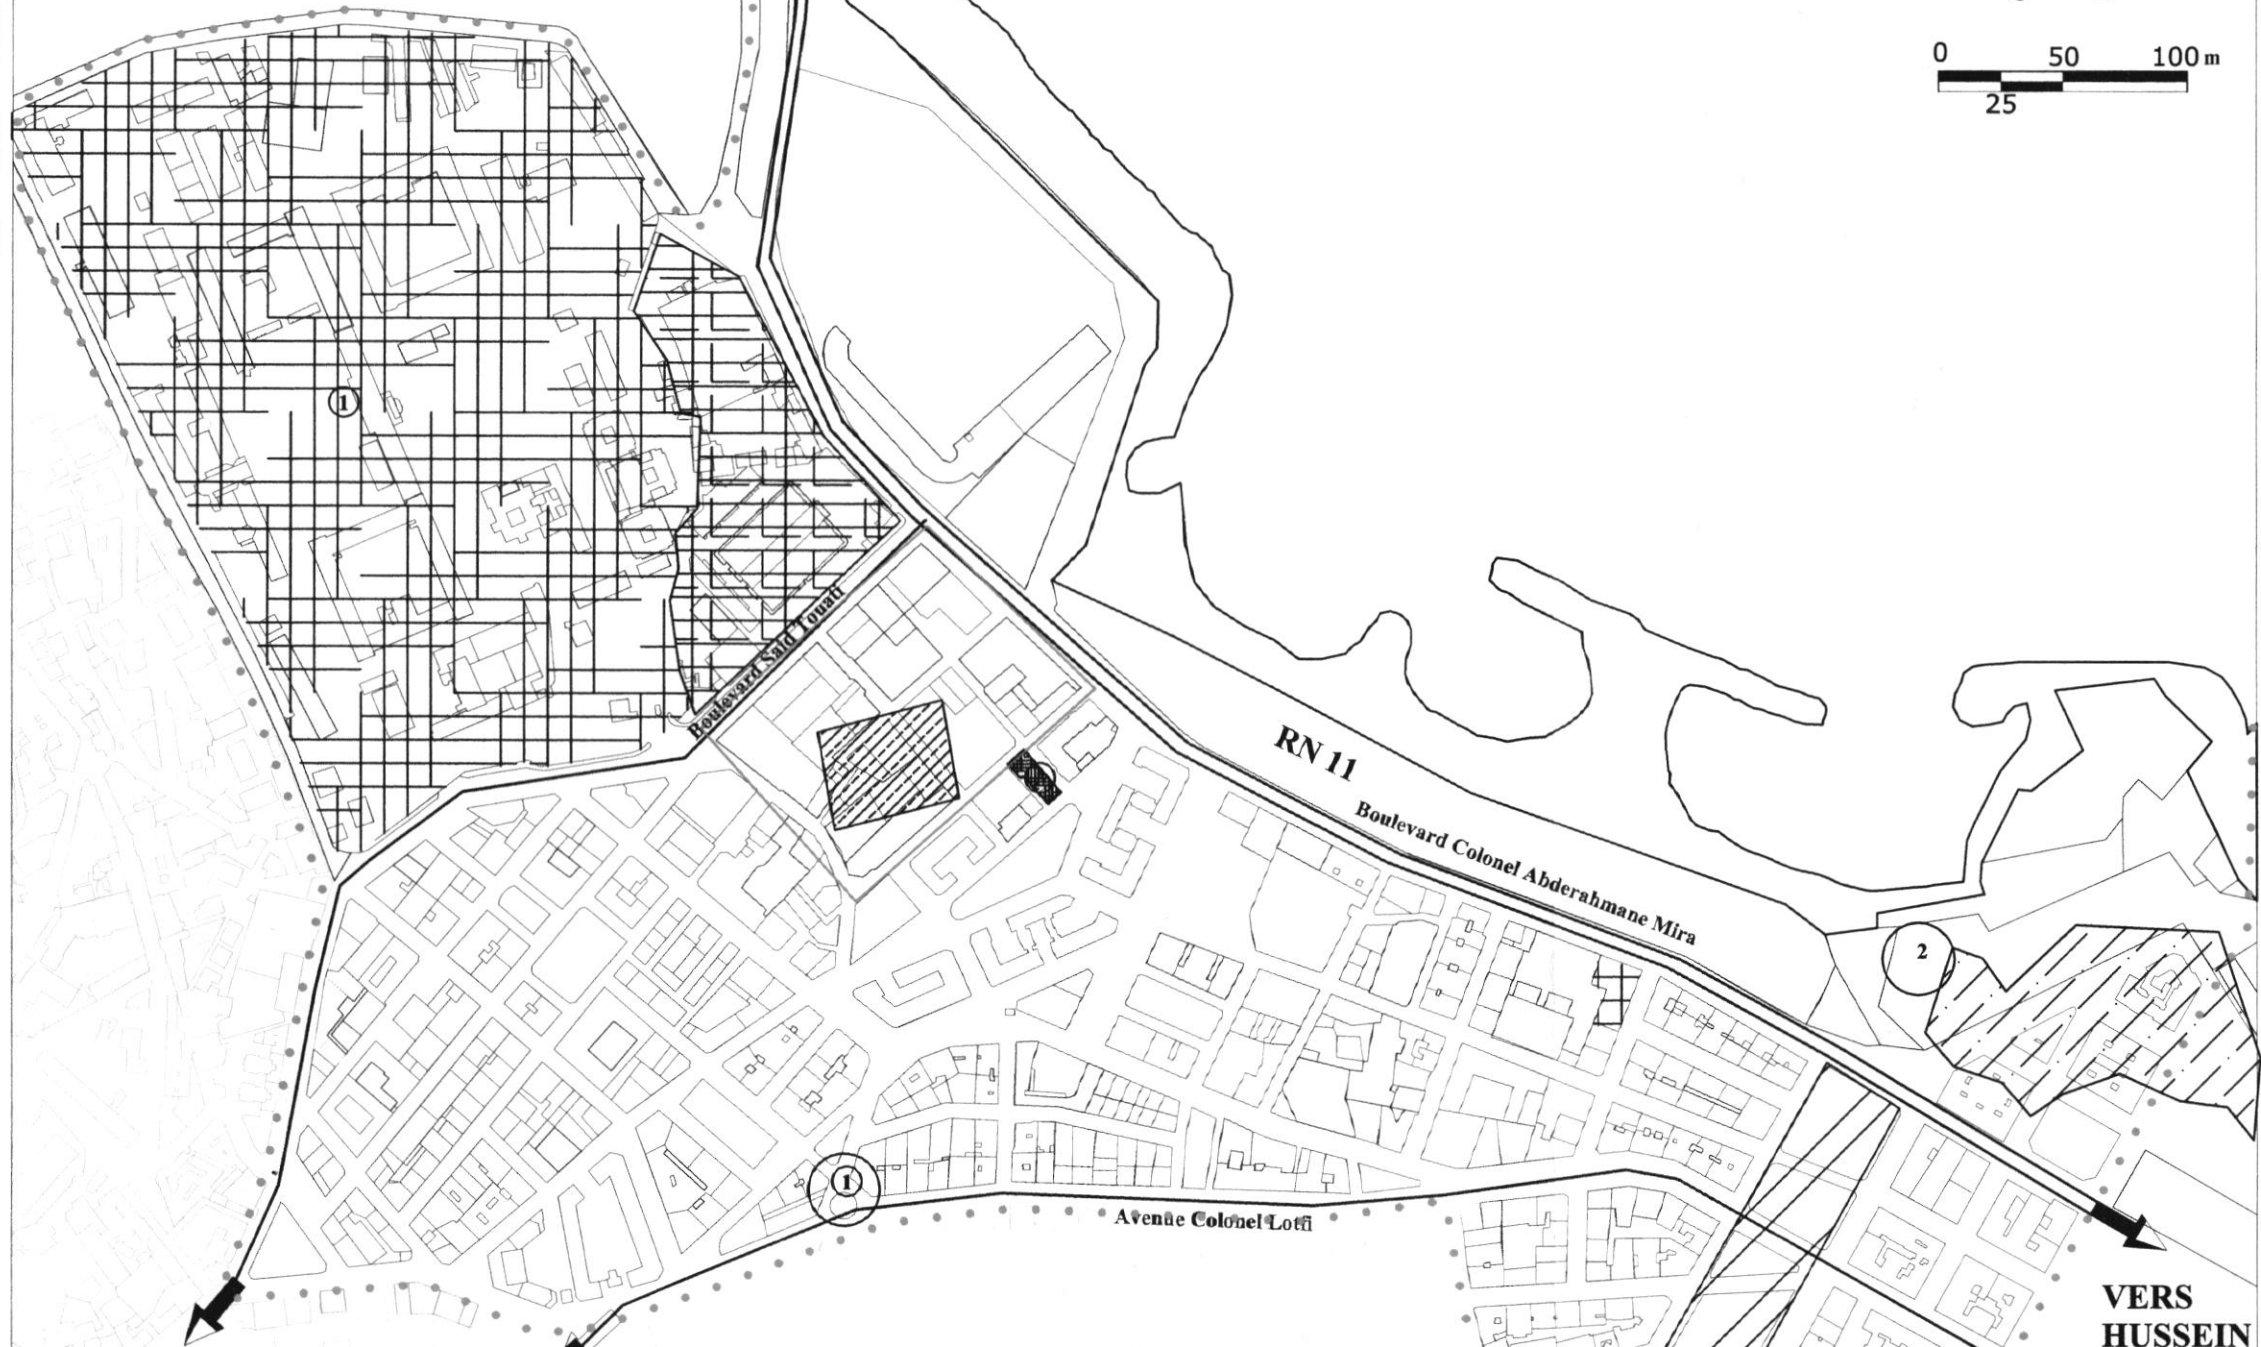 0 50 100 m
25
1
Boulevard Said Touati
RN 11
Boulevard Colonel Abderahmane Mira
2
1
Avenue Colonel Lotfi
VERS
HUSSEIN